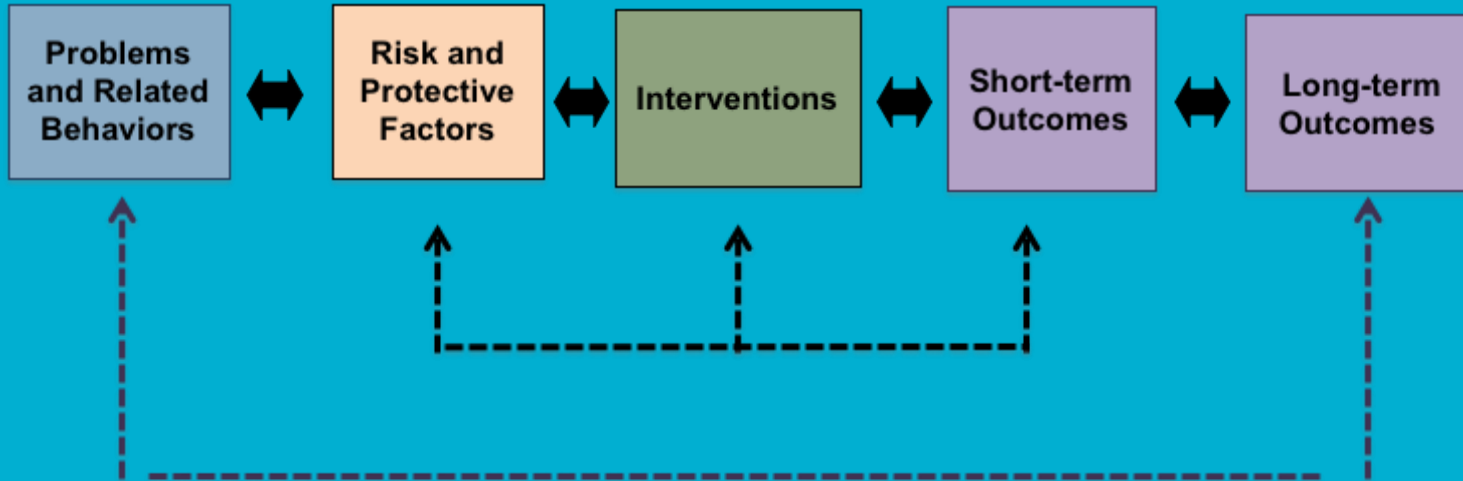 Problems
and Related
Behaviors
Risk and
Protective
Factors
Interventions
Short-term
Outcomes
Long-term
Outcomes